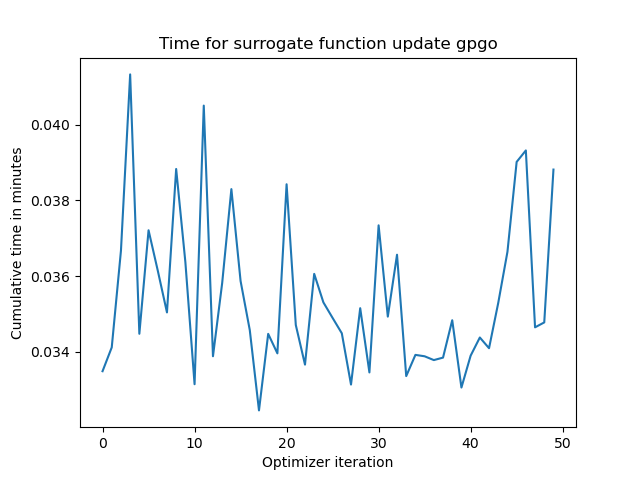 Time for surrogate function update gpgo
Cumulative time in minutes
0.040
0.038
0.036
0.034
0 10 20 30 40 50
Optimizer iteration